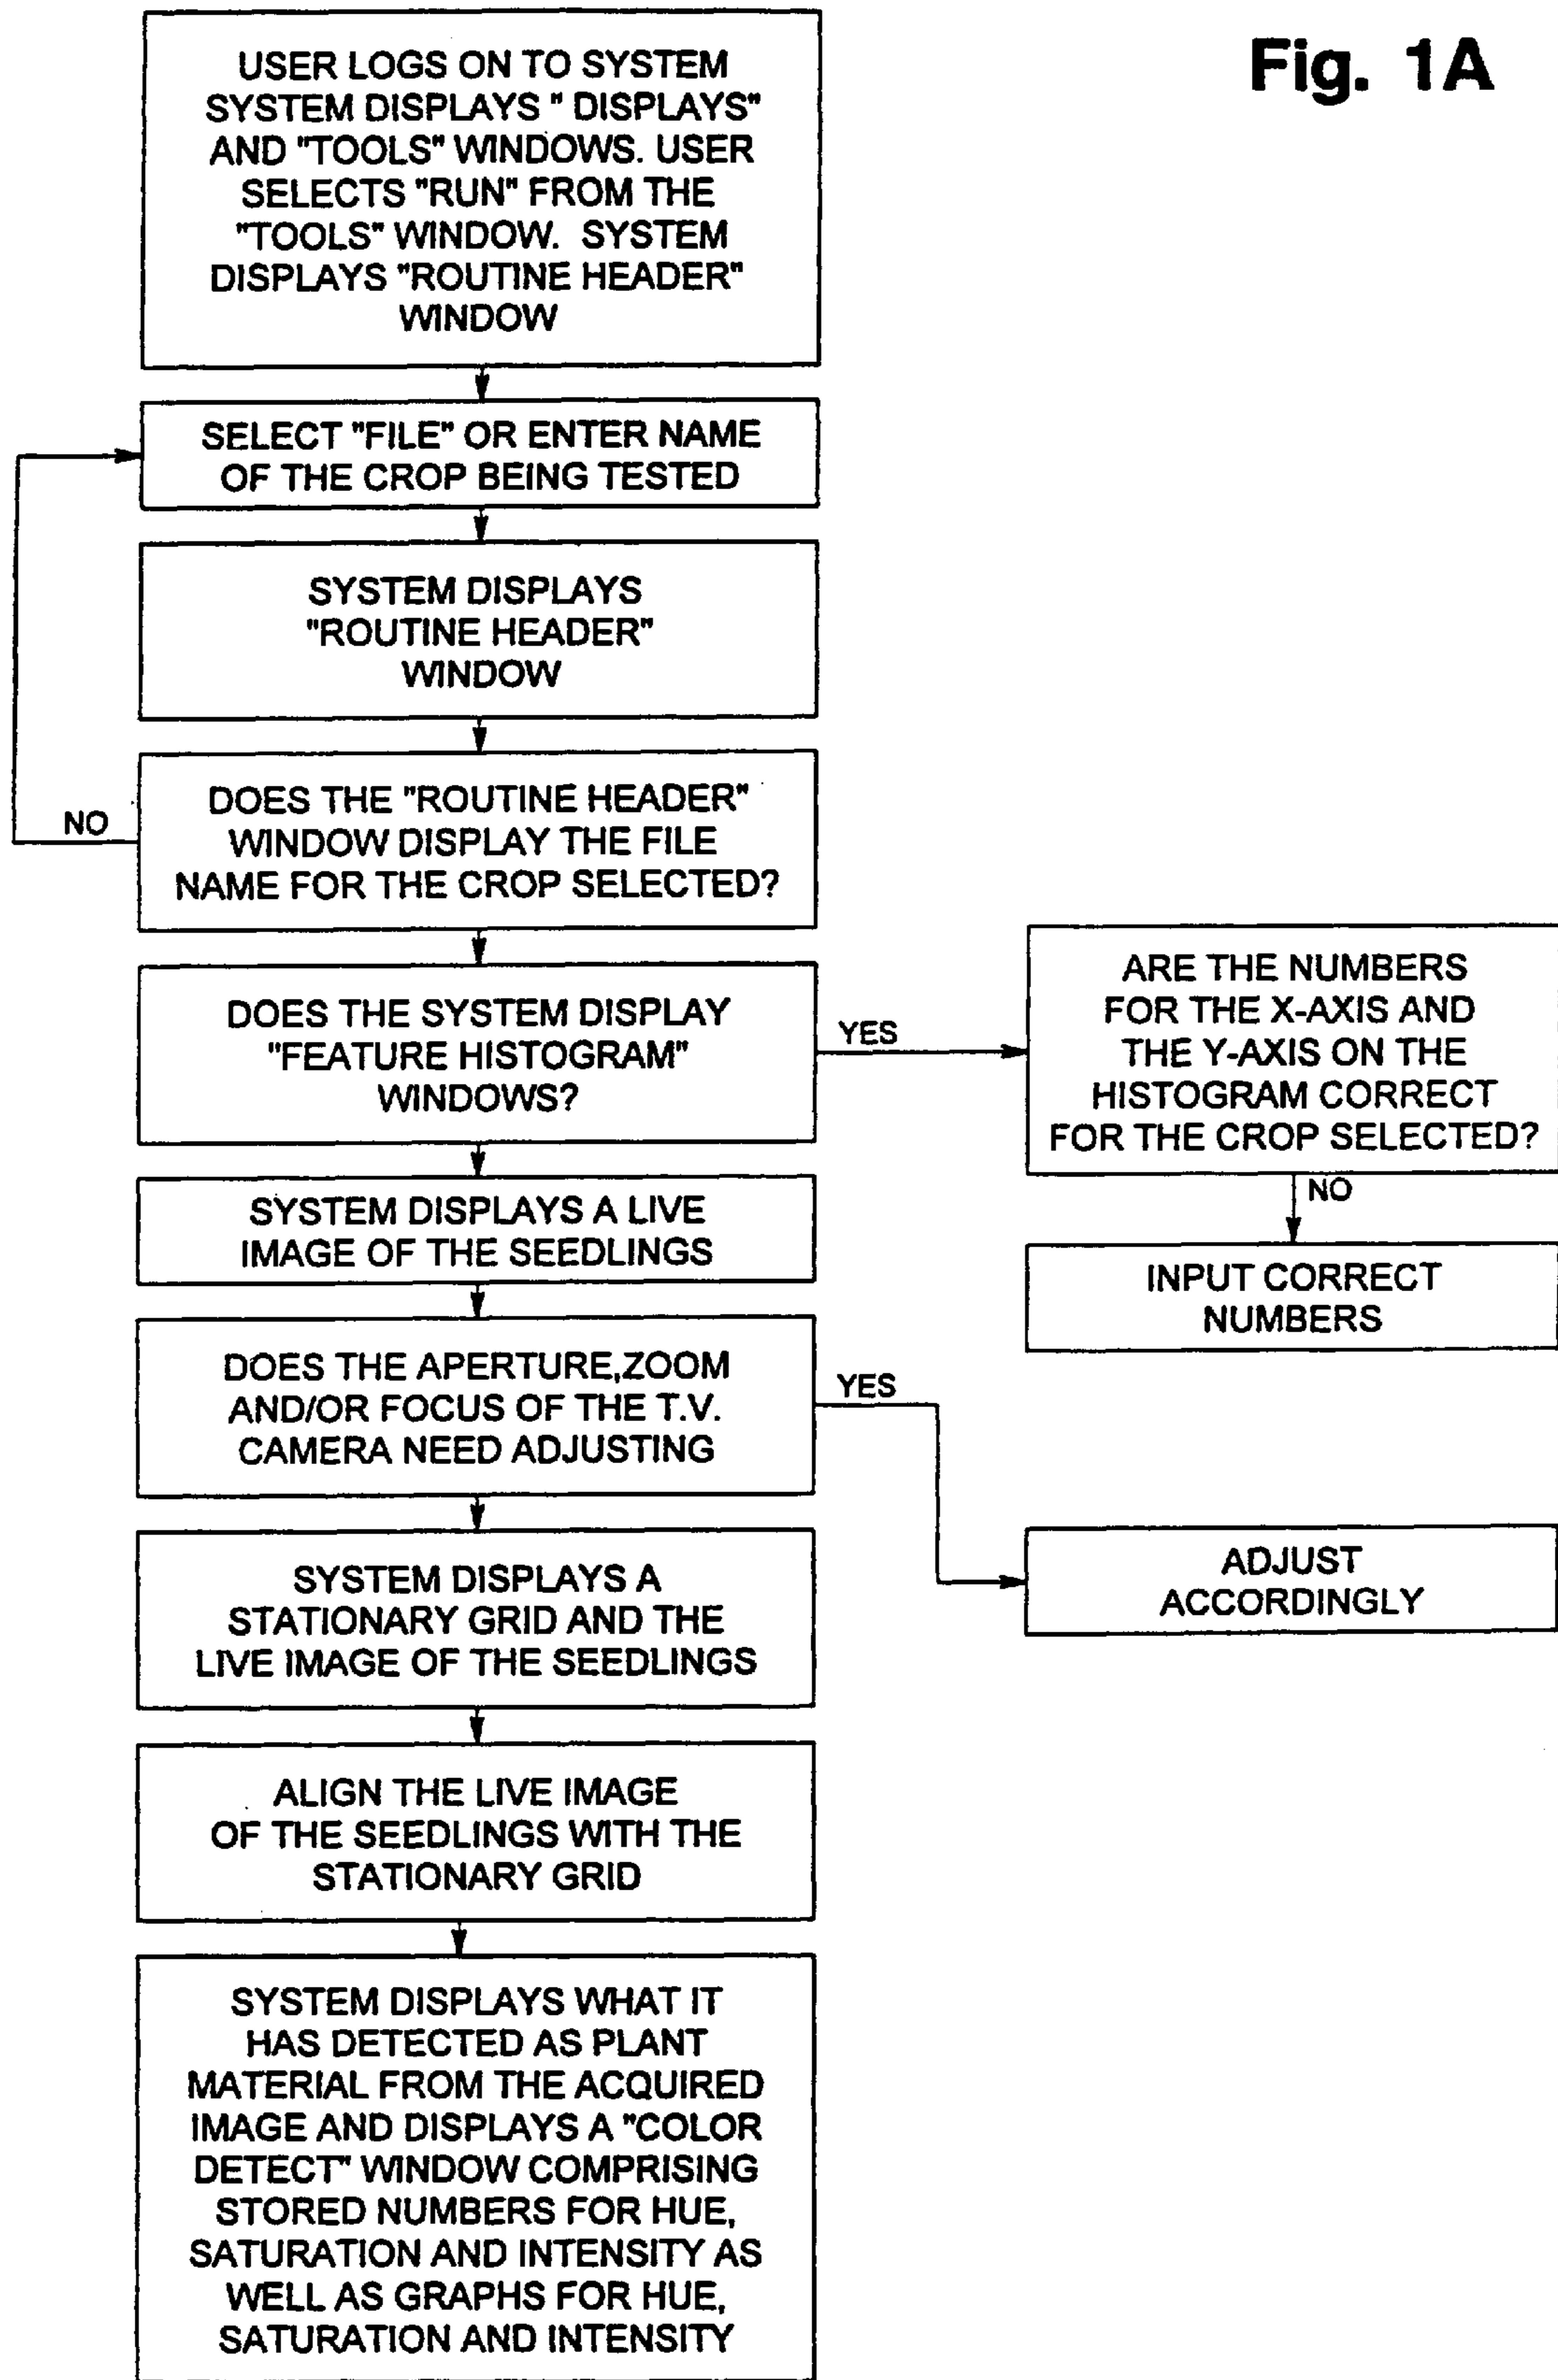 Fig. 1A
USER LOGS ON TO SYSTEM
SYSTEM DISPLAYS " DISPLAYS"
AND "TOOLS" WINDOWS. USER
SELECTS "RUN" FROM THE
"TOOLS" WINDOW. SYSTEM
DISPLAYS "ROUTINE HEADER"
WINDOW
SELECT "FILE" OR ENTER NAME
OF THE CROP BEING TESTED
SYSTEM DISPLAYS
"ROUTINE HEADER"
WINDOW
DOES THE "ROUTINE HEADER"
WINDOW DISPLAY THE FILE
NAME FOR THE CROP SELECTED?
NO
DOES THE SYSTEM DISPLAY
"FEATURE HISTOGRAM"
WINDOWS?
YES
ARE THE NUMBERS
FOR THE X-AXIS AND
THE Y-AXIS ON THE
HISTOGRAM CORRECT
FOR THE CROP SELECTED?
NO
INPUT CORRECT
NUMBERS
SYSTEM DISPLAYS A LIVE
IMAGE OF THE SEEDLINGS
DOES THE APERTURE,ZOOM
AND/OR FOCUS OF THE T.V.
CAMERA NEED ADJUSTING
YES
ADJUST
ACCORDINGLY
SYSTEM DISPLAYS A
STATIONARY GRID AND THE
LIVE IMAGE OF THE SEEDLINGS
ALIGN THE LIVE IMAGE
OF THE SEEDLINGS WITH THE
STATIONARY GRID
SYSTEM DISPLAYS WHAT IT
HAS DETECTED AS PLANT
MATERIAL FROM THE ACQUIRED
IMAGE AND DISPLAYS A "COLOR
DETECT" WINDOW COMPRISING
STORED NUMBERS FOR HUE,
SATURATION AND INTENSITY AS
WELL AS GRAPHS FOR HUE,
SATURATION AND INTENSITY